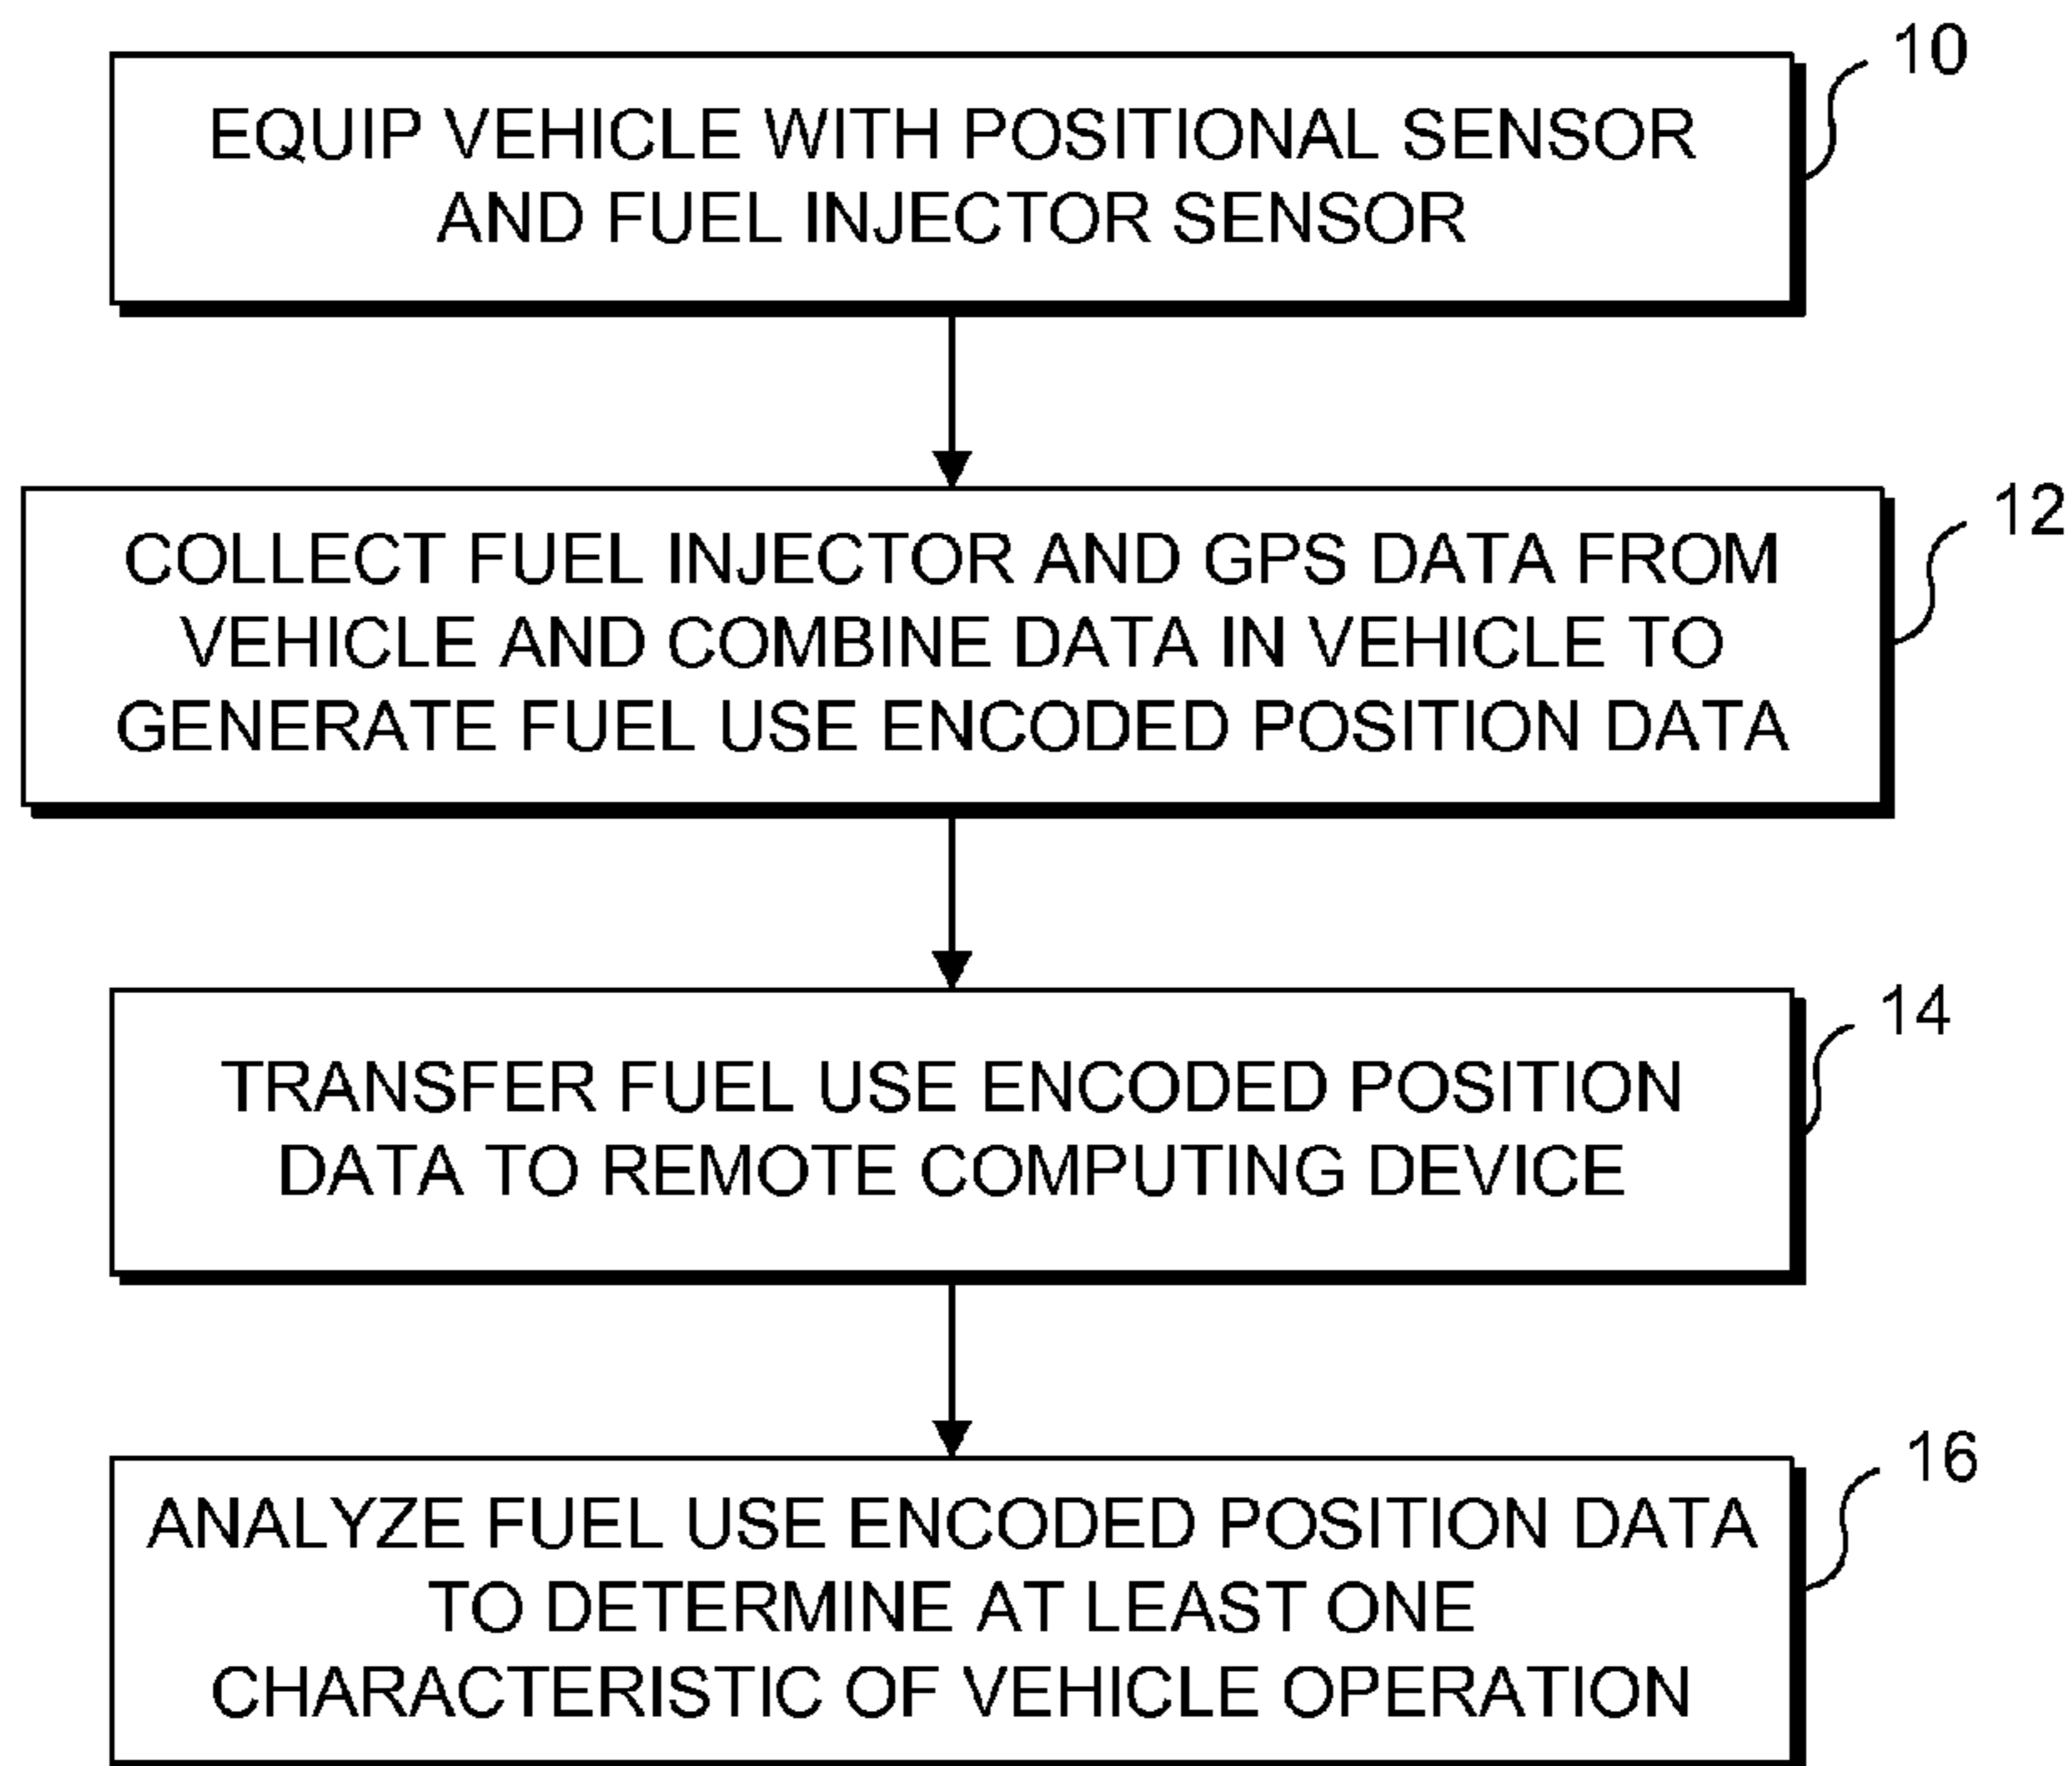 10
EQUIP VEHICLE WITH POSITIONAL SENSOR
AND FUEL INJECTOR SENSOR
12
COLLECT FUEL INJECTOR AND GPS DATA FROM
VEHICLE AND COMBINE DATA IN VEHICLE TO
GENERATE FUEL USE ENCODED POSITION DATA
14
TRANSFER FUEL USE ENCODED POSITION
DATA TO REMOTE COMPUTING DEVICE
16
ANALYZE FUEL USE ENCODED POSITION DATA
TO DETERMINE AT LEAST ONE
CHARACTERISTIC OF VEHICLE OPERATION